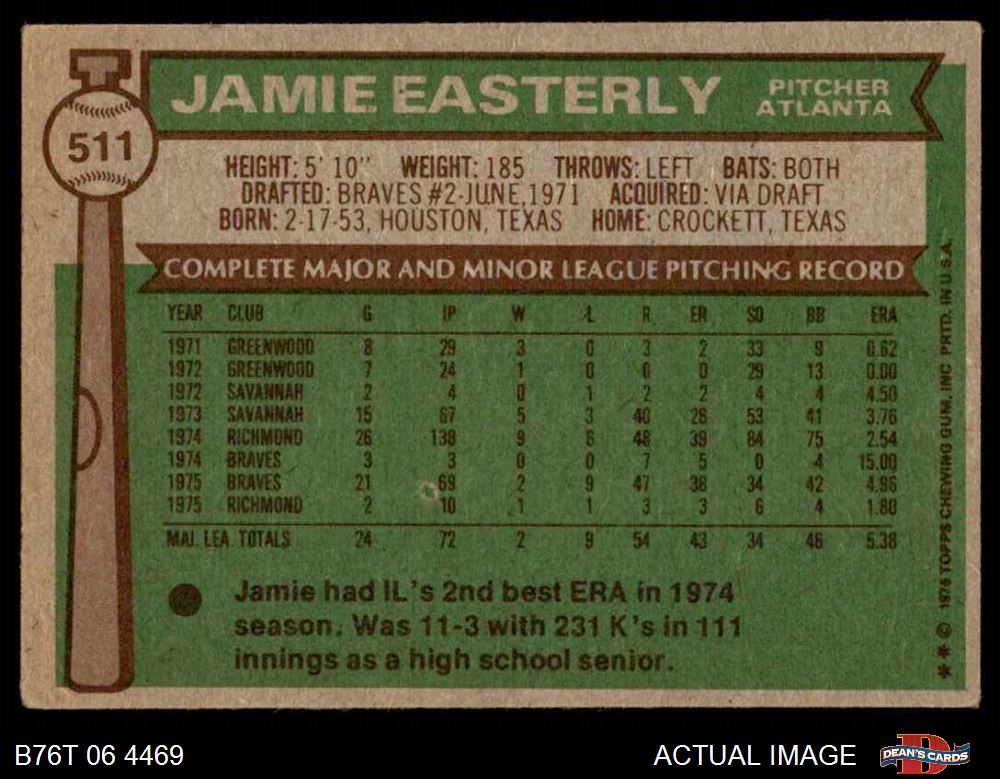 JAMIE EASTERLY
PITCHER
ATLANTA
511
HEIGHT: 5' 10" WEIGHT: 185 THROWS: LEFT BATS: BOTH
DRAFTED: BRAVES #2-JUNE, 1971 ACQUIRED: VIA DRAFT
BORN: 2-17-53, HOUSTON, TEXAS HOME: CROCKETT, TEXAS
COMPLETE MAJOR AND MINOR LEAGUE PITCHING RECORD
YEAR CLUB G IP W L R ER SO BB ERA
1971 GREENWOOD 8 29 3 0 3 2 33 9 0.62
1972 GREENWOOD 7 24 1 0 0 0 29 13 0.00
1972 SAVANNAH 2 4 0 1 2 2 4 4 4.50
1973 SAVANNAH 15 67 5 3 40 28 53 41 3.76
1974 RICHMOND 26 138 9 8 48 39 84 75 2.54
1974 BRAVES 3 3 0 0 7 5 0 4 15.00
1975 BRAVES 21 69 2 9 47 38 34 42 4.96
1975 RICHMOND 2 10 1 1 3 3 6 4 1.80
MAJ. LEA. TOTALS 24 72 2 9 54 43 34 46 5.38
Jamie had IL's 2nd best ERA in 1974
season. Was 11-3 with 231 K's in 111
innings as a high school senior.
** © 1976 TOPPS CHEWING GUM, INC PRTD. IN U.S.A.
B76T 06 4469
ACTUAL IMAGE
DEAN'S CARDS